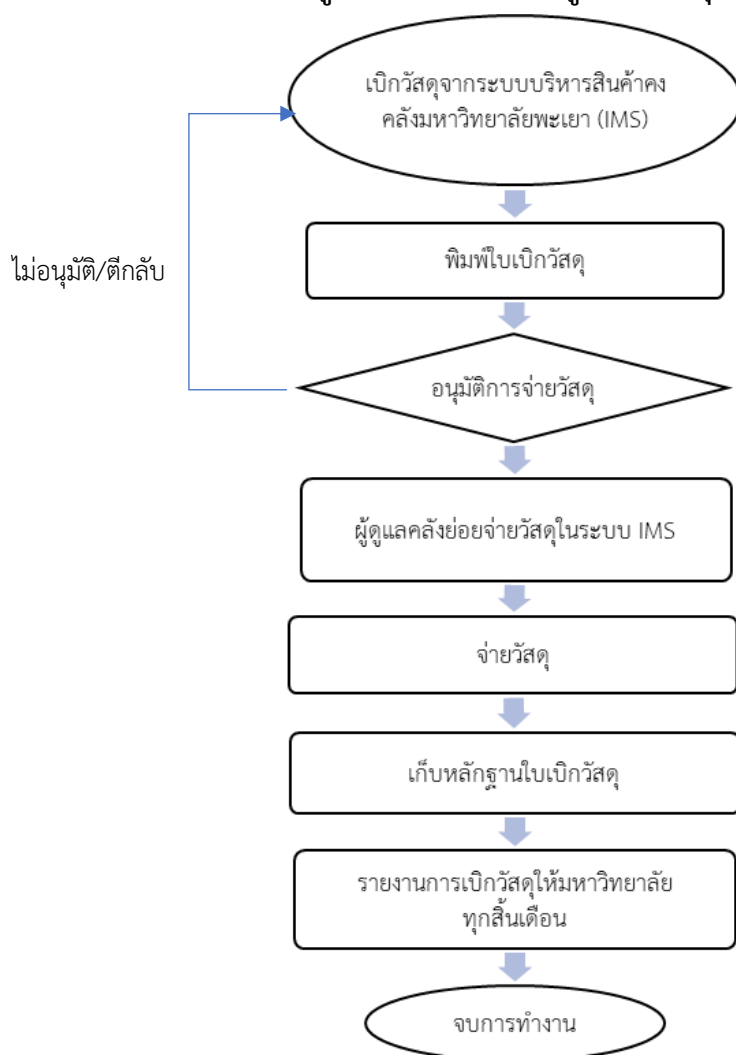 เบิกวัสดุจากระบบบริหารสินค้าคง
คลังมหาวิทยาลัยพะเยา (IMS)
พิมพ์ใบเบิกวัสดุ
ไม่อนุมัติ/ตีกลับ
อนุมัติการจ่ายวัสดุ
ผู้ดูแลคลังย่อยจ่ายวัสดุในระบบ IMS
จ่ายวัสดุ
เก็บหลักฐานใบเบิกวัสดุ
รายงานการเบิกวัสดุให้มหาวิทยาลัย
ทุกสิ้นเดือน
จบการทำงาน